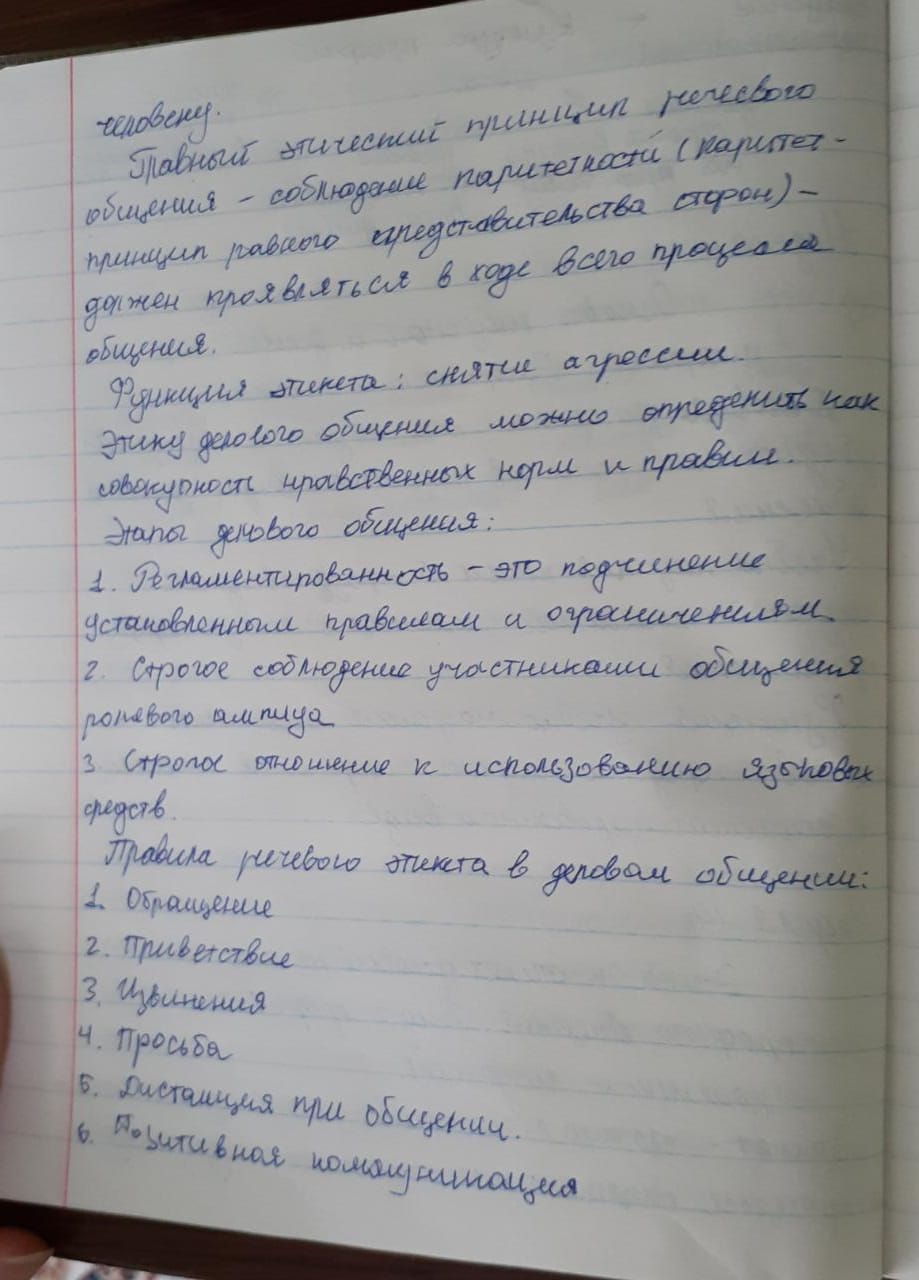 человеку.
Главный этический принцип речевого
общения – соблюдение паритетности (паритет -
принцип равного представительства сторон) –
должен проявляться в ходе всего процесса
общения.
Функция этикета: снятие агрессии.
Этику делового общения можно определить как
совокупность нравственных норм и правил.
Этапы делового общения:
1. Регламентированность – это подчинение
установленным правилам и ограничениям.
2. Строгое соблюдение участниками общения
ролевого амплуа
3 Строгое отношение к использованию языковых
средств.
Правила речевого этикета в деловом общении:
1. Обращение
2. Приветствие
3. Извинения
4. Просьба
5. Дистанция при общении.
6. Позитивная коммуникация